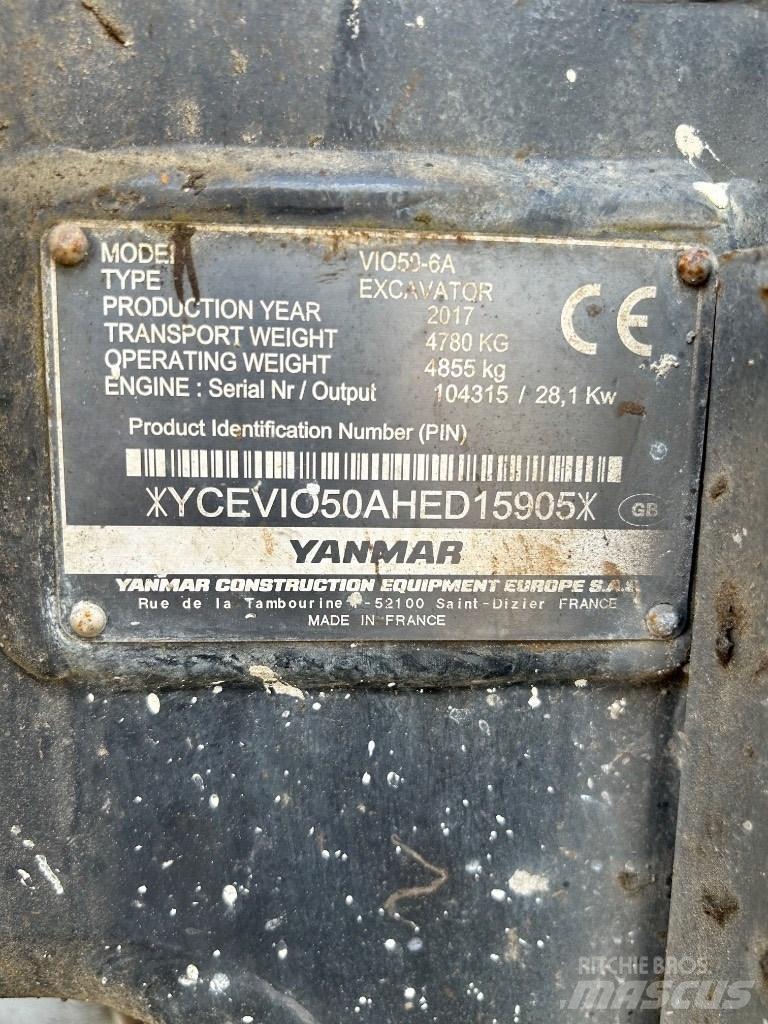 MODEL VIO50-6A
TYPE EXCAVATOR
PRODUCTION YEAR 2017
TRANSPORT WEIGHT 4780 KG
OPERATING WEIGHT 4855 kg
ENGINE : Serial Nr / Output 104315 / 28,1 Kw
CE
Product Identification Number (PIN)
*YCEVIO50AHED15905*
GB
YANMAR
YANMAR CONSTRUCTION EQUIPMENT EUROPE S.A.S.
Rue de la Tambourine - 52100 Saint-Dizier FRANCE
MADE IN FRANCE
RITCHIE BROS.
MASCUS